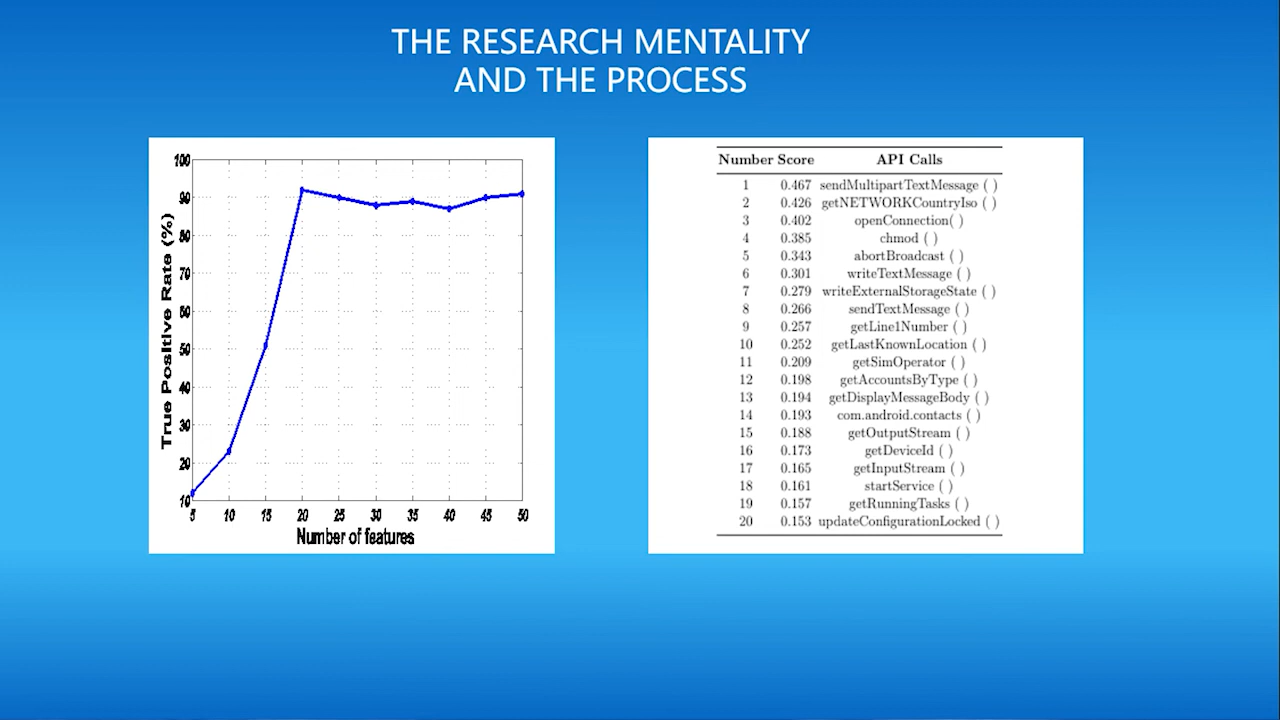 THE RESEARCH MENTALITY
AND THE PROCESS
100
90
80
70
60
50
40
30
20
10
True Positive Rate (%)
5 10 15 20 25 30 35 40 45 50
Number of features
Number Score API Calls
1 0.467 sendMultipartTextMessage ( )
2 0.426 getNETWORKCountryIso ( )
3 0.402 openConnection( )
4 0.385 chmod ( )
5 0.343 abortBroadcast ( )
6 0.301 writeTextMessage ( )
7 0.279 writeExternalStorageState ( )
8 0.266 sendTextMessage ( )
9 0.257 getLine1Number ( )
10 0.252 getLastKnownLocation ( )
11 0.209 getSimOperator ( )
12 0.198 getAccountsByType ( )
13 0.194 getDisplayMessageBody ( )
14 0.193 com.android.contacts ( )
15 0.188 getOutputStream ( )
16 0.173 getDeviceId ( )
17 0.165 getInputStream ( )
18 0.161 startService ( )
19 0.157 getRunningTasks ( )
20 0.153 updateConfigurationLocked ( )